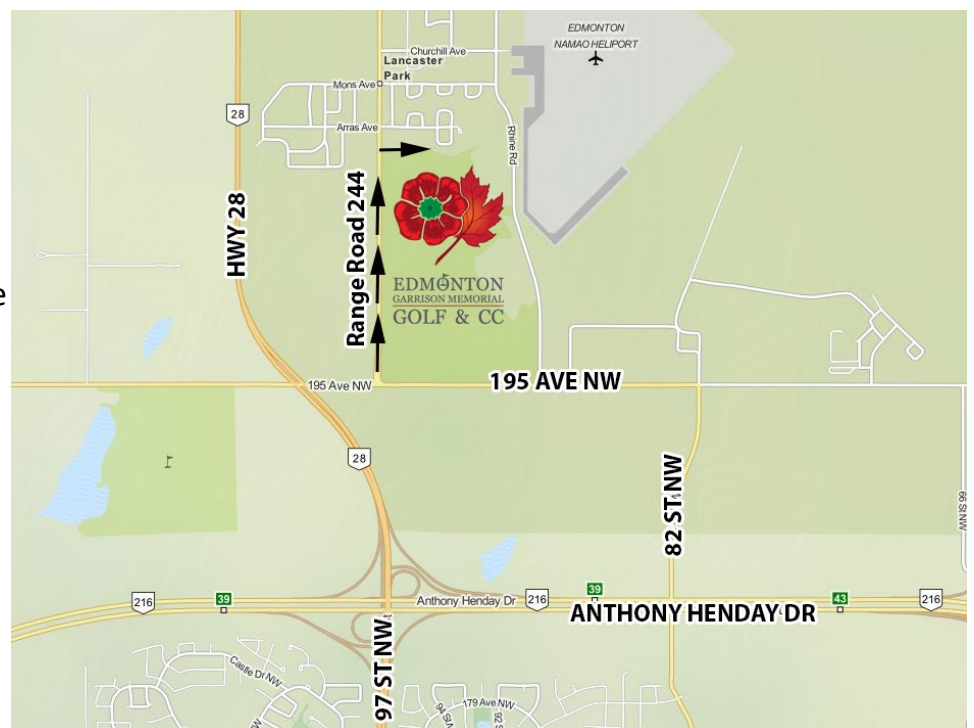 EDMONTON
NAMAO HELIPORT
Churchill Ave
Lancaster
Park
Mons Ave
28
Arras Ave
Rhine Rd
HWY 28
Range Road 244
EDMONTON
GARRISON MEMORIAL
GOLF & CC
e
195 Ave NW
195 AVE NW
28
82 ST NW
66 St NW
39
39
43
216
Anthony Henday Dr
216
ANTHONY HENDAY DR
216
97 ST NW
Castle Dr NW
179 Ave NW